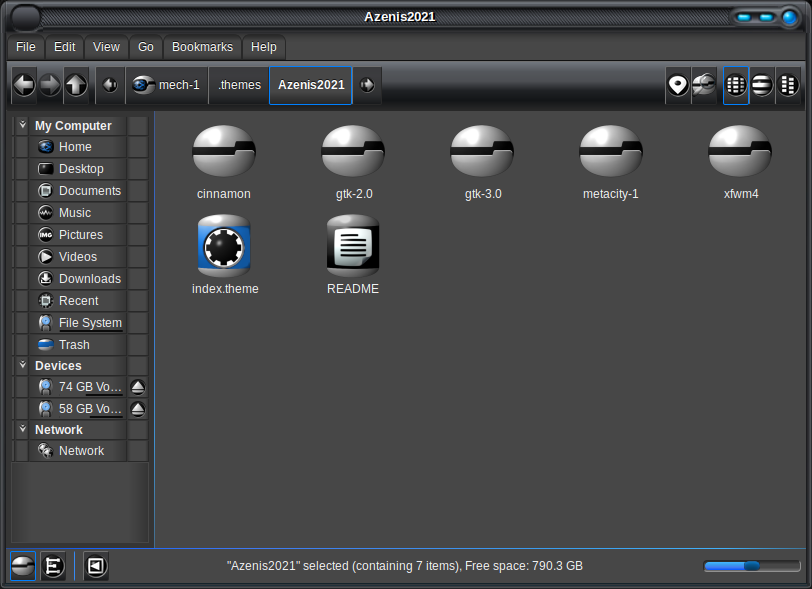 Azenis2021
File Edit View Go Bookmarks Help
mech-1 .themes Azenis2021
My Computer
Home
Desktop
Documents
Music
IMG Pictures
Videos
Downloads
Recent
File System
Trash
Devices
74 GB Vo...
58 GB Vo...
Network
Network
cinnamon gtk-2.0 gtk-3.0 metacity-1 xfwm4
index.theme README
"Azenis2021" selected (containing 7 items), Free space: 790.3 GB